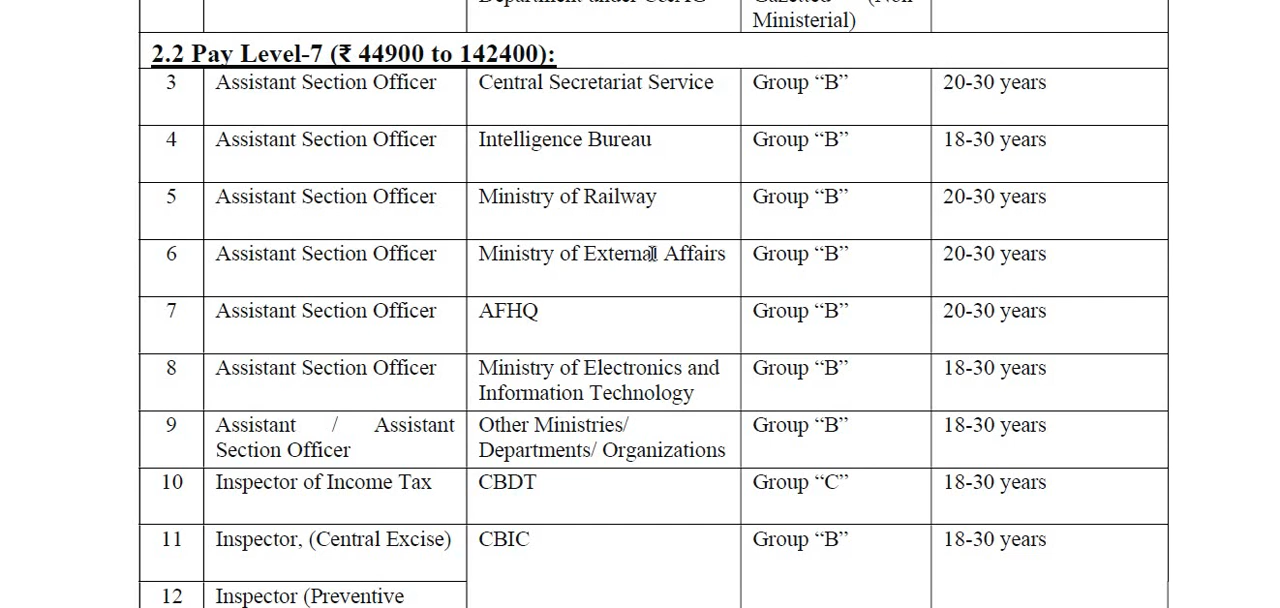 Gazetted (Non
Department under C&AG
Ministerial)
2.2 Pay Level-7 (₹ 44900 to 142400):
3 Assistant Section Officer Central Secretariat Service Group “B” 20-30 years
4 Assistant Section Officer Intelligence Bureau Group “B” 18-30 years
5 Assistant Section Officer Ministry of Railway Group “B” 20-30 years
6 Assistant Section Officer Ministry of External Affairs Group “B” 20-30 years
7 Assistant Section Officer AFHQ Group “B” 20-30 years
8 Assistant Section Officer Ministry of Electronics and Group “B” 18-30 years
Information Technology
9 Assistant / Assistant Other Ministries/ Group “B” 18-30 years
Section Officer Departments/ Organizations
10 Inspector of Income Tax CBDT Group “C” 18-30 years
11 Inspector, (Central Excise) CBIC Group “B” 18-30 years
12 Inspector (Preventive